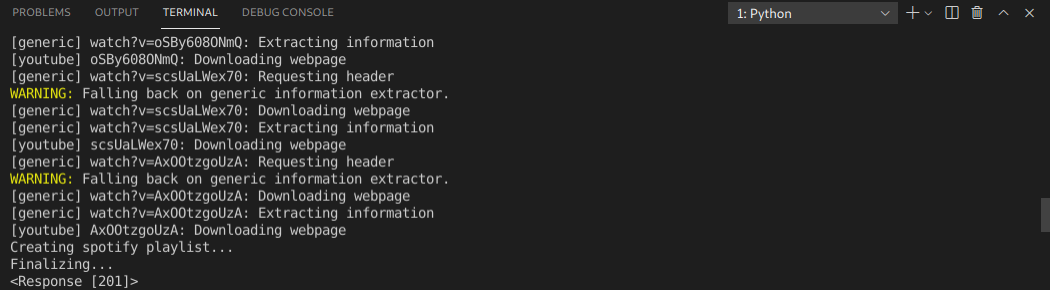 PROBLEMS OUTPUT TERMINAL DEBUG CONSOLE 1: Python
[generic] watch?v=oSBy608ONmQ: Extracting information
[youtube] oSBy608ONmQ: Downloading webpage
[generic] watch?v=scsUaLWex70: Requesting header
WARNING: Falling back on generic information extractor.
[generic] watch?v=scsUaLWex70: Downloading webpage
[generic] watch?v=scsUaLWex70: Extracting information
[youtube] scsUaLWex70: Downloading webpage
[generic] watch?v=AxOOtzgoUzA: Requesting header
WARNING: Falling back on generic information extractor.
[generic] watch?v=AxOOtzgoUzA: Downloading webpage
[generic] watch?v=AxOOtzgoUzA: Extracting information
[youtube] AxOOtzgoUzA: Downloading webpage
Creating spotify playlist...
Finalizing...
<Response [201]>